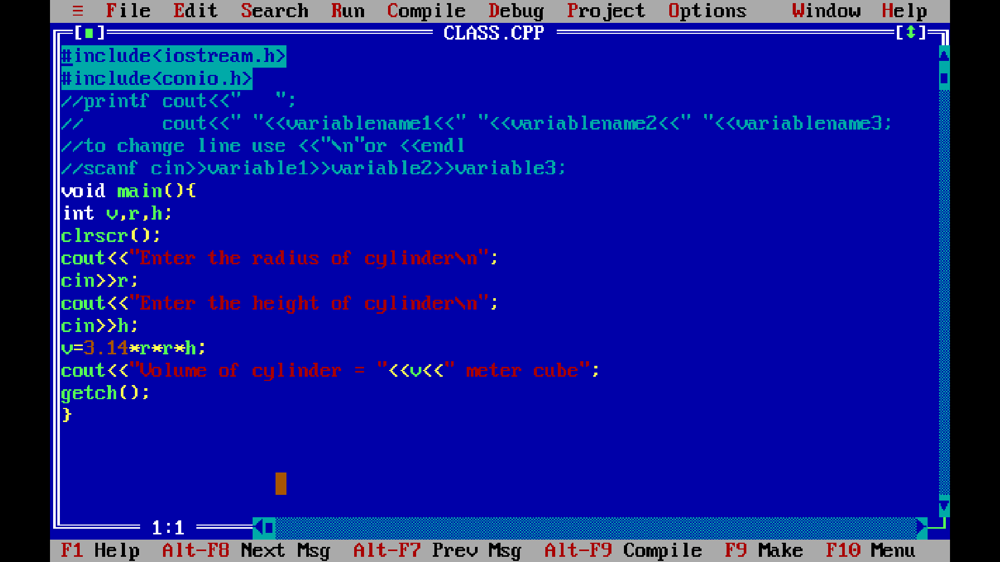 ≡ File Edit Search Run Compile Debug Project Options Window Help
[■] CLASS.CPP [↕]
#include<iostream.h>
#include<conio.h>
//printf cout<<"   ";
//       cout<<" "<<variablename1<<" "<<variablename2<<" "<<variablename3;
//to change line use <<"\n"or <<endl
//scanf cin>>variable1>>variable2>>variable3;
void main(){
int v,r,h;
clrscr();
cout<<"Enter the radius of cylinder\n";
cin>>r;
cout<<"Enter the height of cylinder\n";
cin>>h;
v=3.14*r*r*h;
cout<<"Volume of cylinder = "<<v<<" meter cube";
getch();
}
1:1
F1 Help Alt-F8 Next Msg Alt-F7 Prev Msg Alt-F9 Compile F9 Make F10 Menu